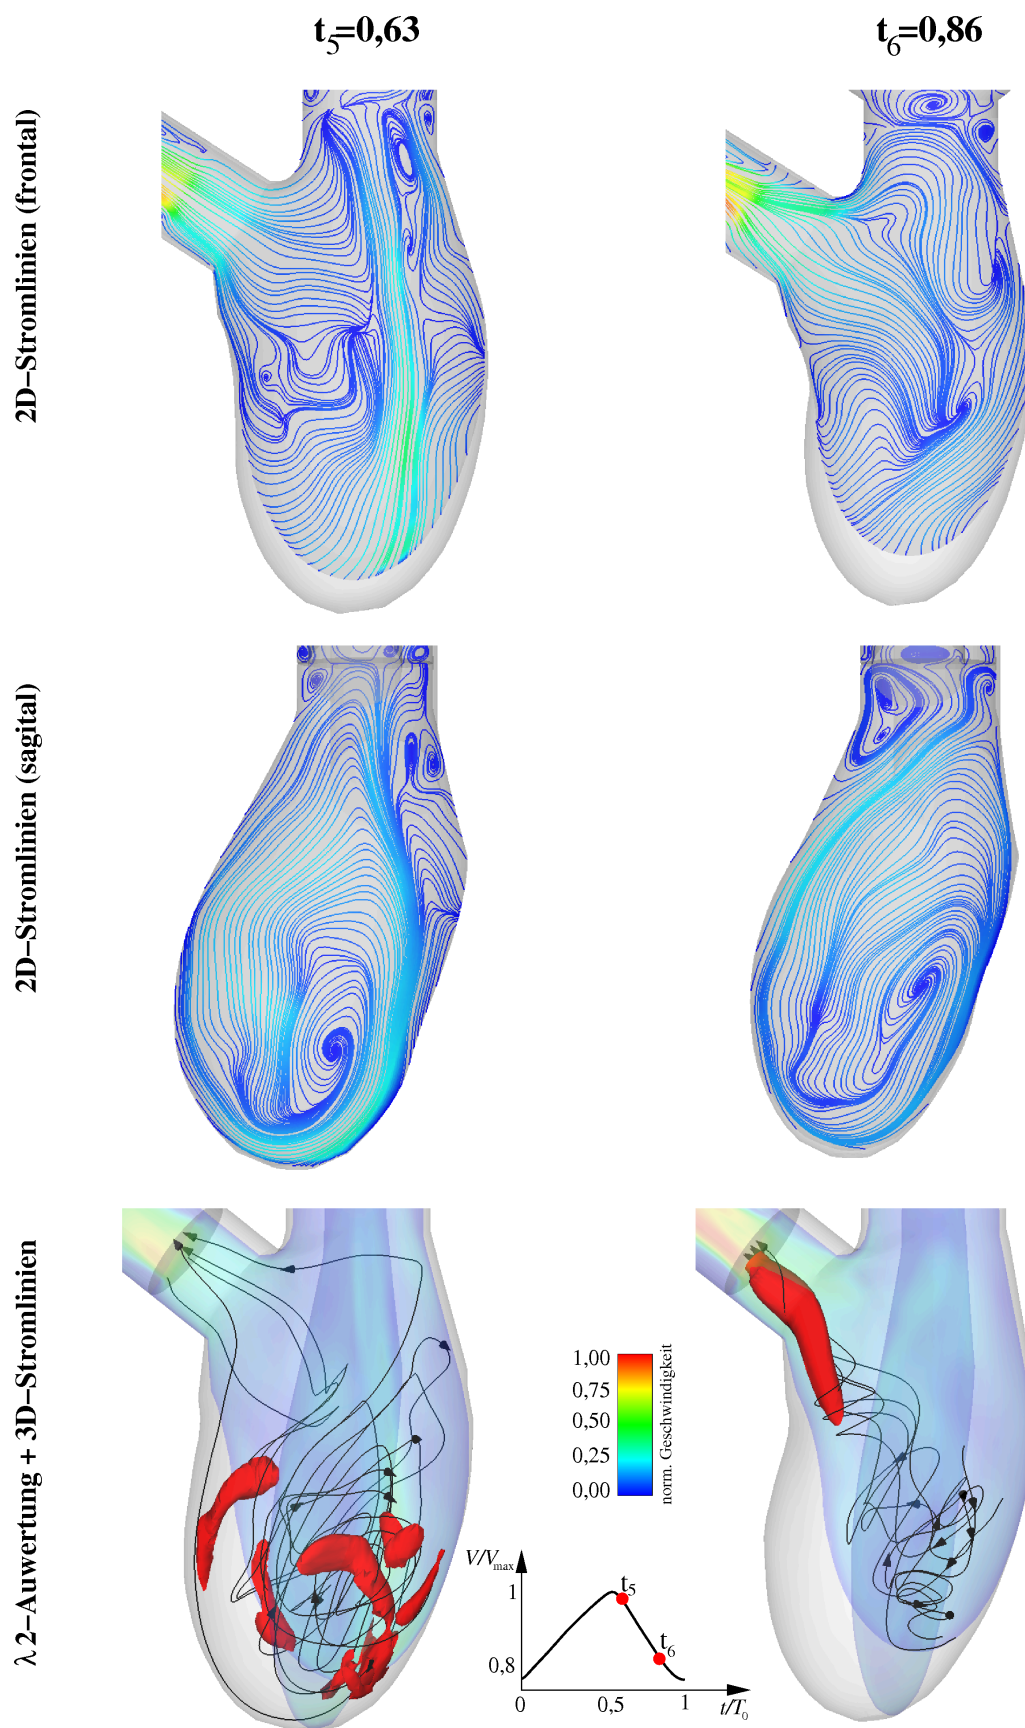 t5=0,63
t6=0,86
2D-Stromlinien (frontal)
2D-Stromlinien (sagital)
λ2-Auwertung + 3D-Stromlinien
1,00
0,75
0,50
0,25
0,00
norm. Geschwindigkeit
V/Vmax
1
0,8
t5
t6
0
0,5
1
t/T0